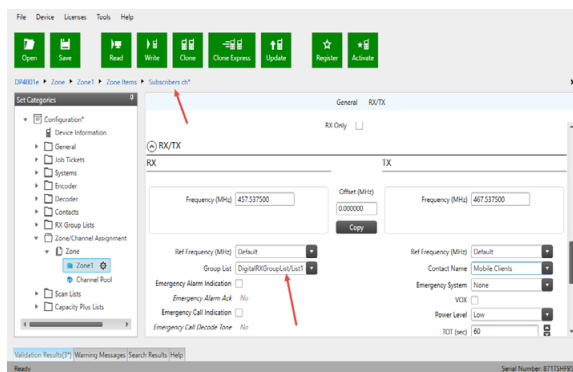 File Device Licenses Tools Help
Open Save Read Write Clone Clone Express Update Register Activate
DP4001e Zone Zone1 Zone Items Subscribers ch*
Set Categories
General RX/TX
Configuration*
Device Information
General
Job Tickets
Systems
Encoder
Decoder
Contacts
RX Group Lists
Zone/Channel Assignment
Zone
Zone1
Channel Pool
Scan Lists
Capacity Plus Lists
RX Only
RX/TX
RX TX
Offset (MHz)
Frequency (MHz) 457.537500 0.000000 Frequency (MHz) 467.537500
Copy
Ref Frequency (MHz) Default Ref Frequency (MHz) Default
Group List DigitalRXGroupList/List1 Contact Name Mobile Clients
Emergency Alarm Indication Emergency System None
Emergency Alarm Ack No VOX
Emergency Call Indication Power Level Low
Emergency Call Decode Tone No TOT (sec) 60
Validation Results(3*) Warning Messages Search Results Help
Ready Serial Number: 871TSHF95